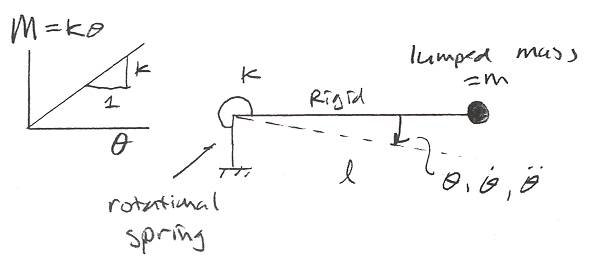 M = kθ
k
1
θ
k
Rigid
lumped mass
= m
rotational
spring
l
θ, θ̇, θ̈